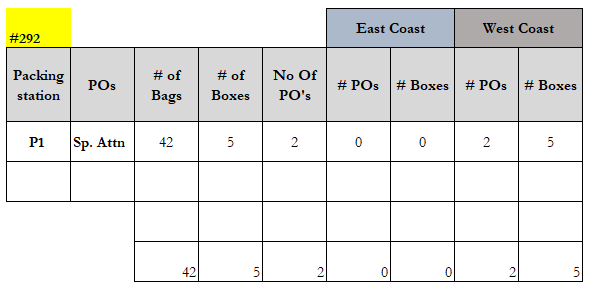 East Coast West Coast
#292
Packing station POs # of Bags # of Boxes No Of PO's # POs # Boxes # POs # Boxes
P1 Sp. Attn 42 5 2 0 0 2 5
42 5 2 0 0 2 5